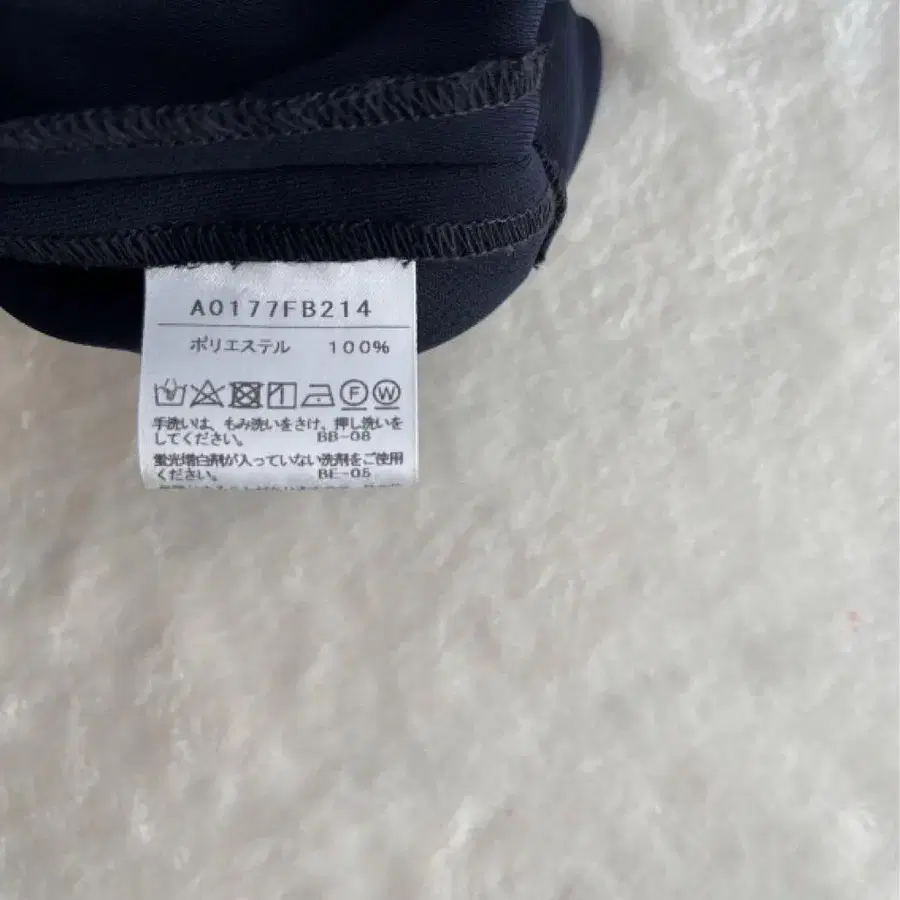 A0177FB214
ポリエステル 100%
F W
手洗いは、もみ洗いをさけ、押し洗いを
してください。 BB-08
蛍光増白剤が入っていない洗剤をご使用
ください。 BE-05